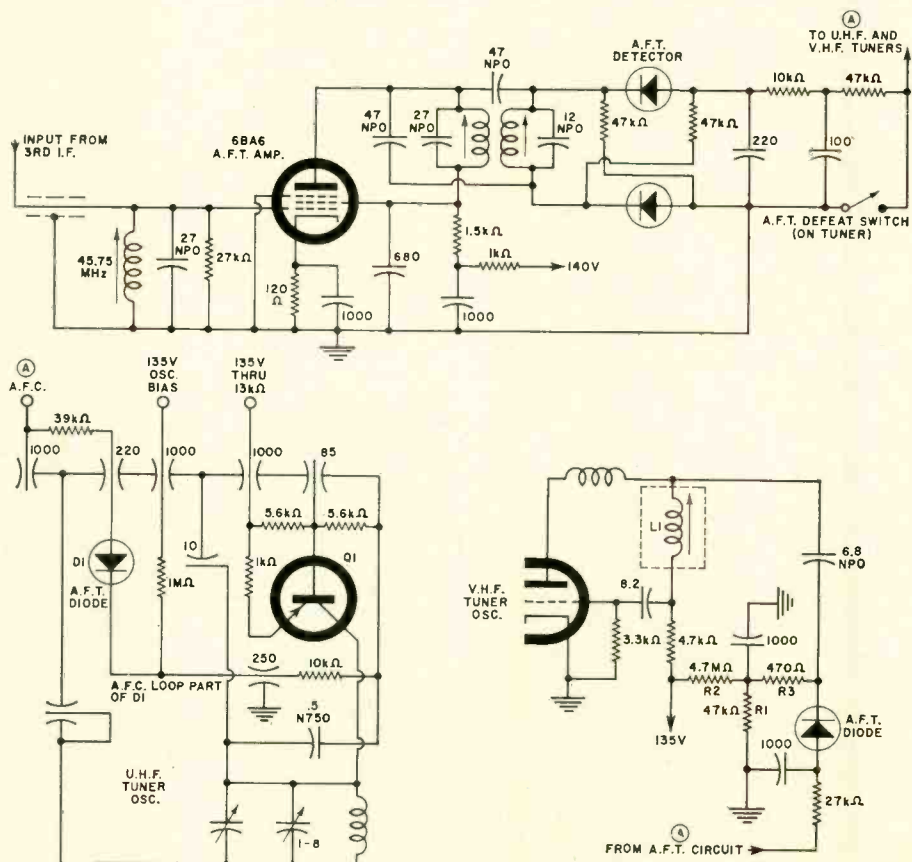 Ⓐ
TO U.H.F. AND
V.H.F. TUNERS
A.F.T.
DETECTOR
47
NPO
10kΩ
47kΩ
INPUT FROM
3RD I.F.
6BA6
A.F.T. AMP.
47
NPO
27
NPO
12
NPO
47kΩ
47kΩ
220
100
A.F.T. DEFEAT SWITCH
(ON TUNER)
45.75
MHz
27
NPO
27kΩ
120
Ω
1000
680
1.5kΩ
1kΩ
140V
1000
Ⓐ
A.F.C.
135V
OSC.
BIAS
135V
THRU
13kΩ
39kΩ
1000
220
1000
1000
85
5.6kΩ
5.6kΩ
10
1kΩ
Q1
D1
A.F.T.
DIODE
1MΩ
250
10kΩ
A.F.C. LOOP PART
OF D1
.5
N750
U.H.F.
TUNER
OSC.
1-8
L1
6.8
NPO
V.H.F.
TUNER
OSC.
8.2
3.3kΩ
4.7kΩ
1000
4.7MΩ
R2
470Ω
R3
47kΩ
R1
135V
A.F.T.
DIODE
1000
27kΩ
Ⓐ
FROM A.F.T. CIRCUIT